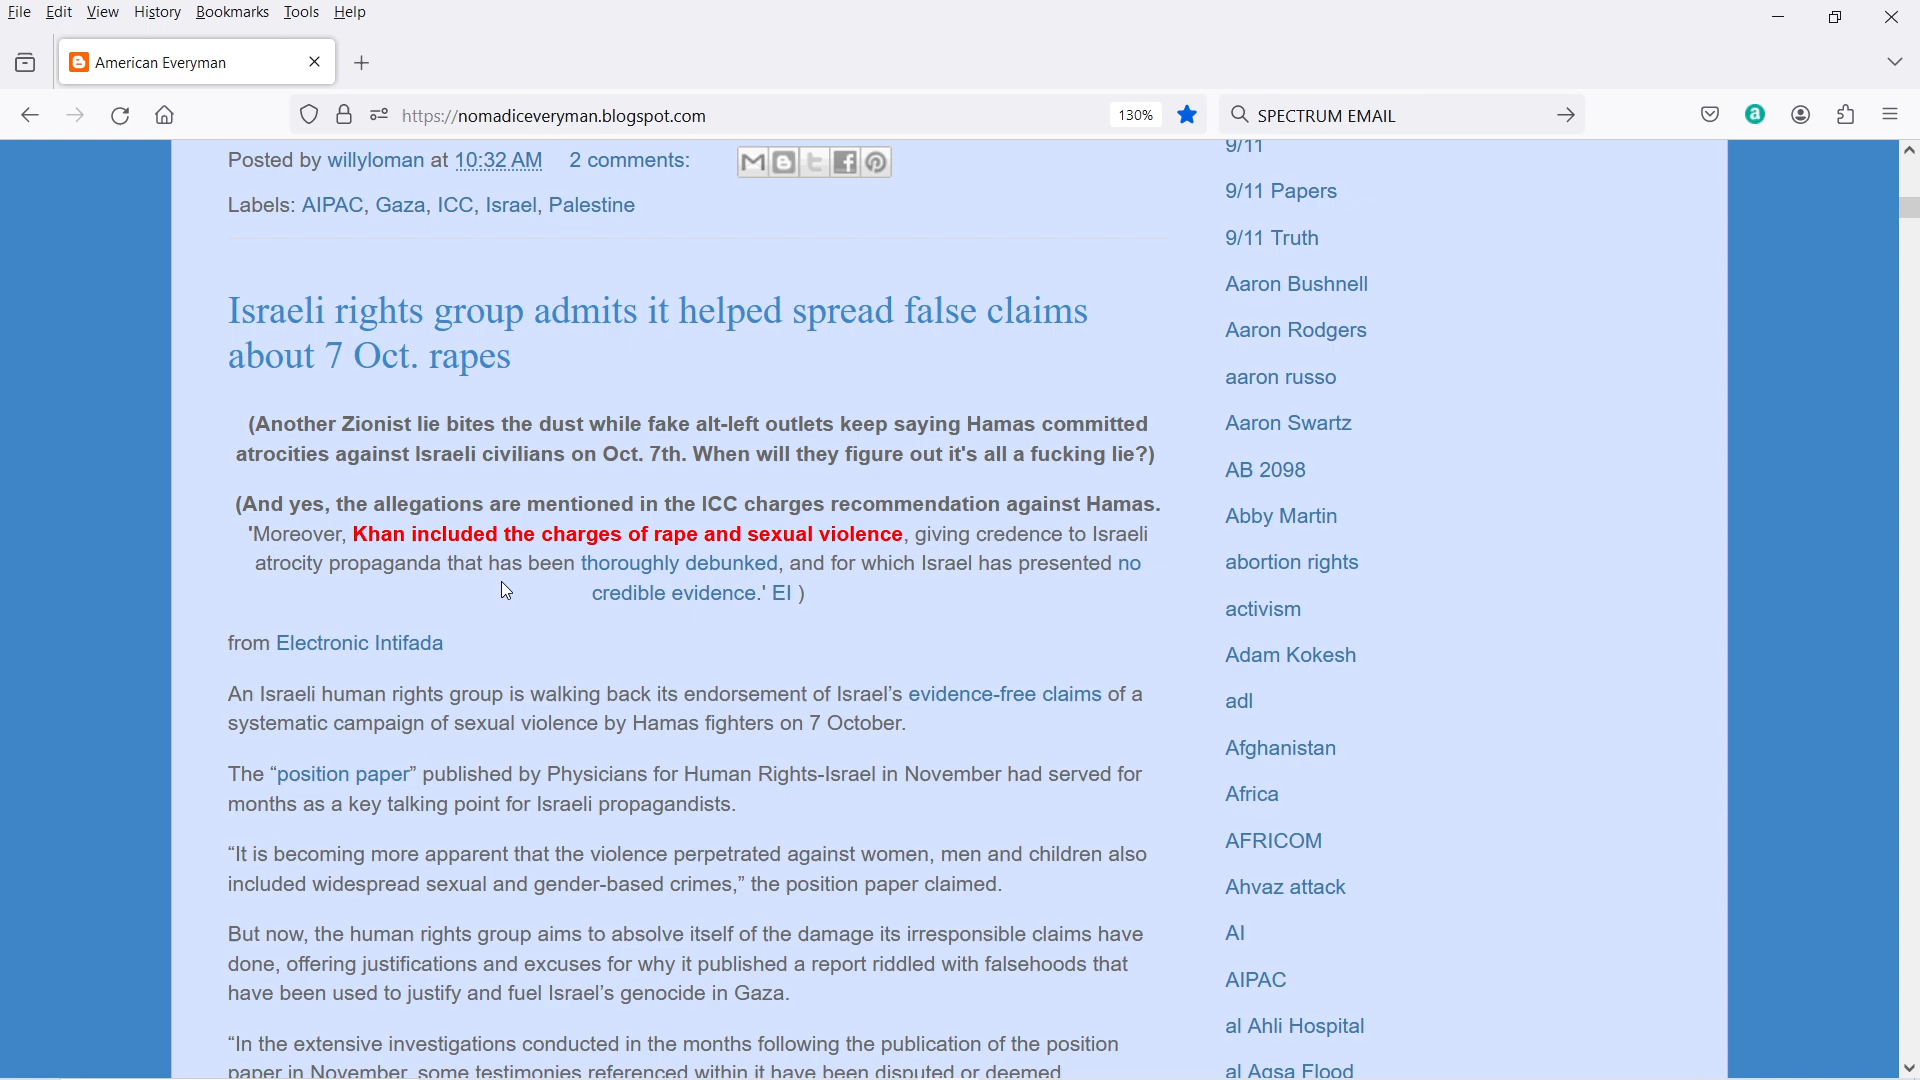 File Edit View History Bookmarks Tools Help
American Everyman
https://nomadiceveryman.blogspot.com
130%
SPECTRUM EMAIL
Posted by willyloman at 10:32 AM 2 comments:
Labels: AIPAC, Gaza, ICC, Israel, Palestine
Israeli rights group admits it helped spread false claims
about 7 Oct. rapes
(Another Zionist lie bites the dust while fake alt-left outlets keep saying Hamas committed
atrocities against Israeli civilians on Oct. 7th. When will they figure out it's all a fucking lie?)
(And yes, the allegations are mentioned in the ICC charges recommendation against Hamas.
'Moreover, Khan included the charges of rape and sexual violence, giving credence to Israeli
atrocity propaganda that has been thoroughly debunked, and for which Israel has presented no
credible evidence.' EI )
from Electronic Intifada
An Israeli human rights group is walking back its endorsement of Israel’s evidence-free claims of a
systematic campaign of sexual violence by Hamas fighters on 7 October.
The “position paper” published by Physicians for Human Rights-Israel in November had served for
months as a key talking point for Israeli propagandists.
“It is becoming more apparent that the violence perpetrated against women, men and children also
included widespread sexual and gender-based crimes,” the position paper claimed.
But now, the human rights group aims to absolve itself of the damage its irresponsible claims have
done, offering justifications and excuses for why it published a report riddled with falsehoods that
have been used to justify and fuel Israel’s genocide in Gaza.
“In the extensive investigations conducted in the months following the publication of the position
paper in November, some testimonies referenced within it have been disputed or deemed
9/11
9/11 Papers
9/11 Truth
Aaron Bushnell
Aaron Rodgers
aaron russo
Aaron Swartz
AB 2098
Abby Martin
abortion rights
activism
Adam Kokesh
adl
Afghanistan
Africa
AFRICOM
Ahvaz attack
AI
AIPAC
al Ahli Hospital
al Aqsa Flood